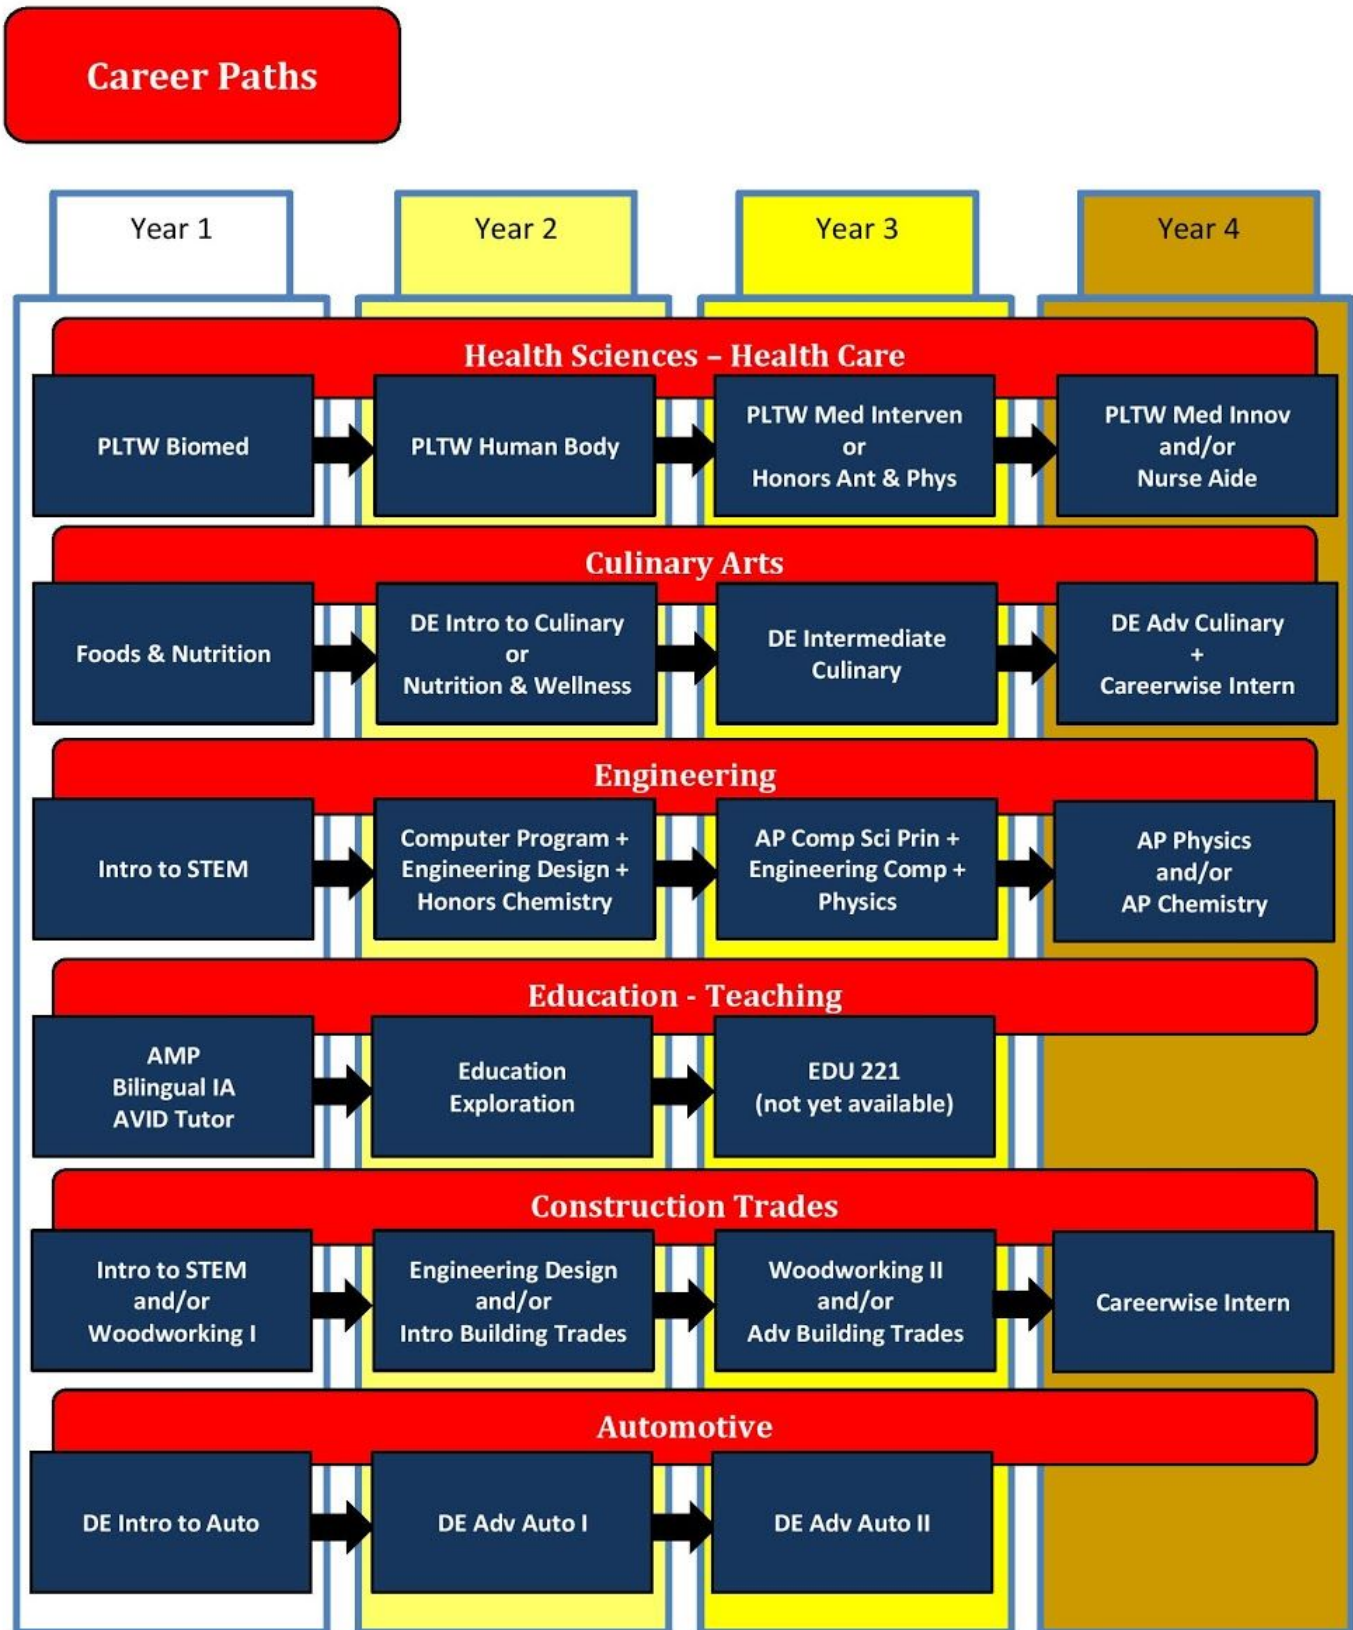 Career Paths
Year 1
Year 2
Year 3
Year 4
Health Sciences – Health Care
PLTW Biomed
PLTW Human Body
PLTW Med Interven
or
Honors Ant & Phys
PLTW Med Innov
and/or
Nurse Aide
Culinary Arts
Foods & Nutrition
DE Intro to Culinary
or
Nutrition & Wellness
DE Intermediate
Culinary
DE Adv Culinary
+
Careerwise Intern
Engineering
Intro to STEM
Computer Program +
Engineering Design +
Honors Chemistry
AP Comp Sci Prin +
Engineering Comp +
Physics
AP Physics
and/or
AP Chemistry
Education - Teaching
AMP
Bilingual IA
AVID Tutor
Education
Exploration
EDU 221
(not yet available)
Construction Trades
Intro to STEM
and/or
Woodworking I
Engineering Design
and/or
Intro Building Trades
Woodworking II
and/or
Adv Building Trades
Careerwise Intern
Automotive
DE Intro to Auto
DE Adv Auto I
DE Adv Auto II